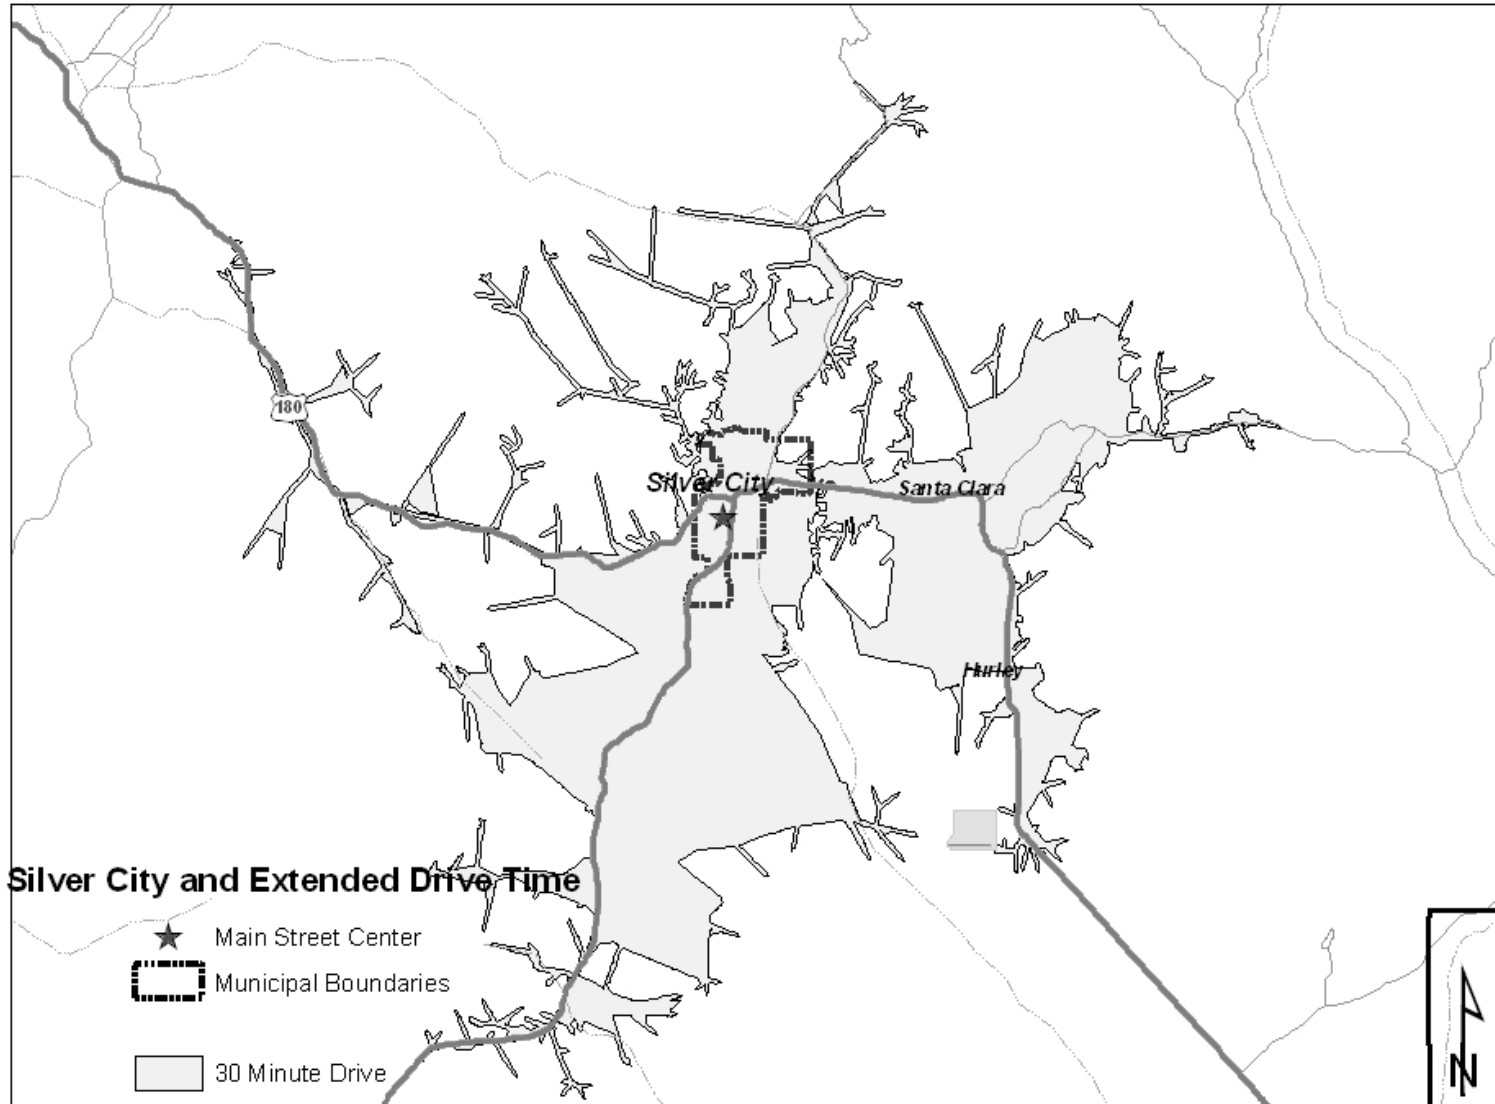 180
Silver City
Santa Clara
Hurley
Silver City and Extended Drive Time
Main Street Center
Municipal Boundaries
30 Minute Drive
N